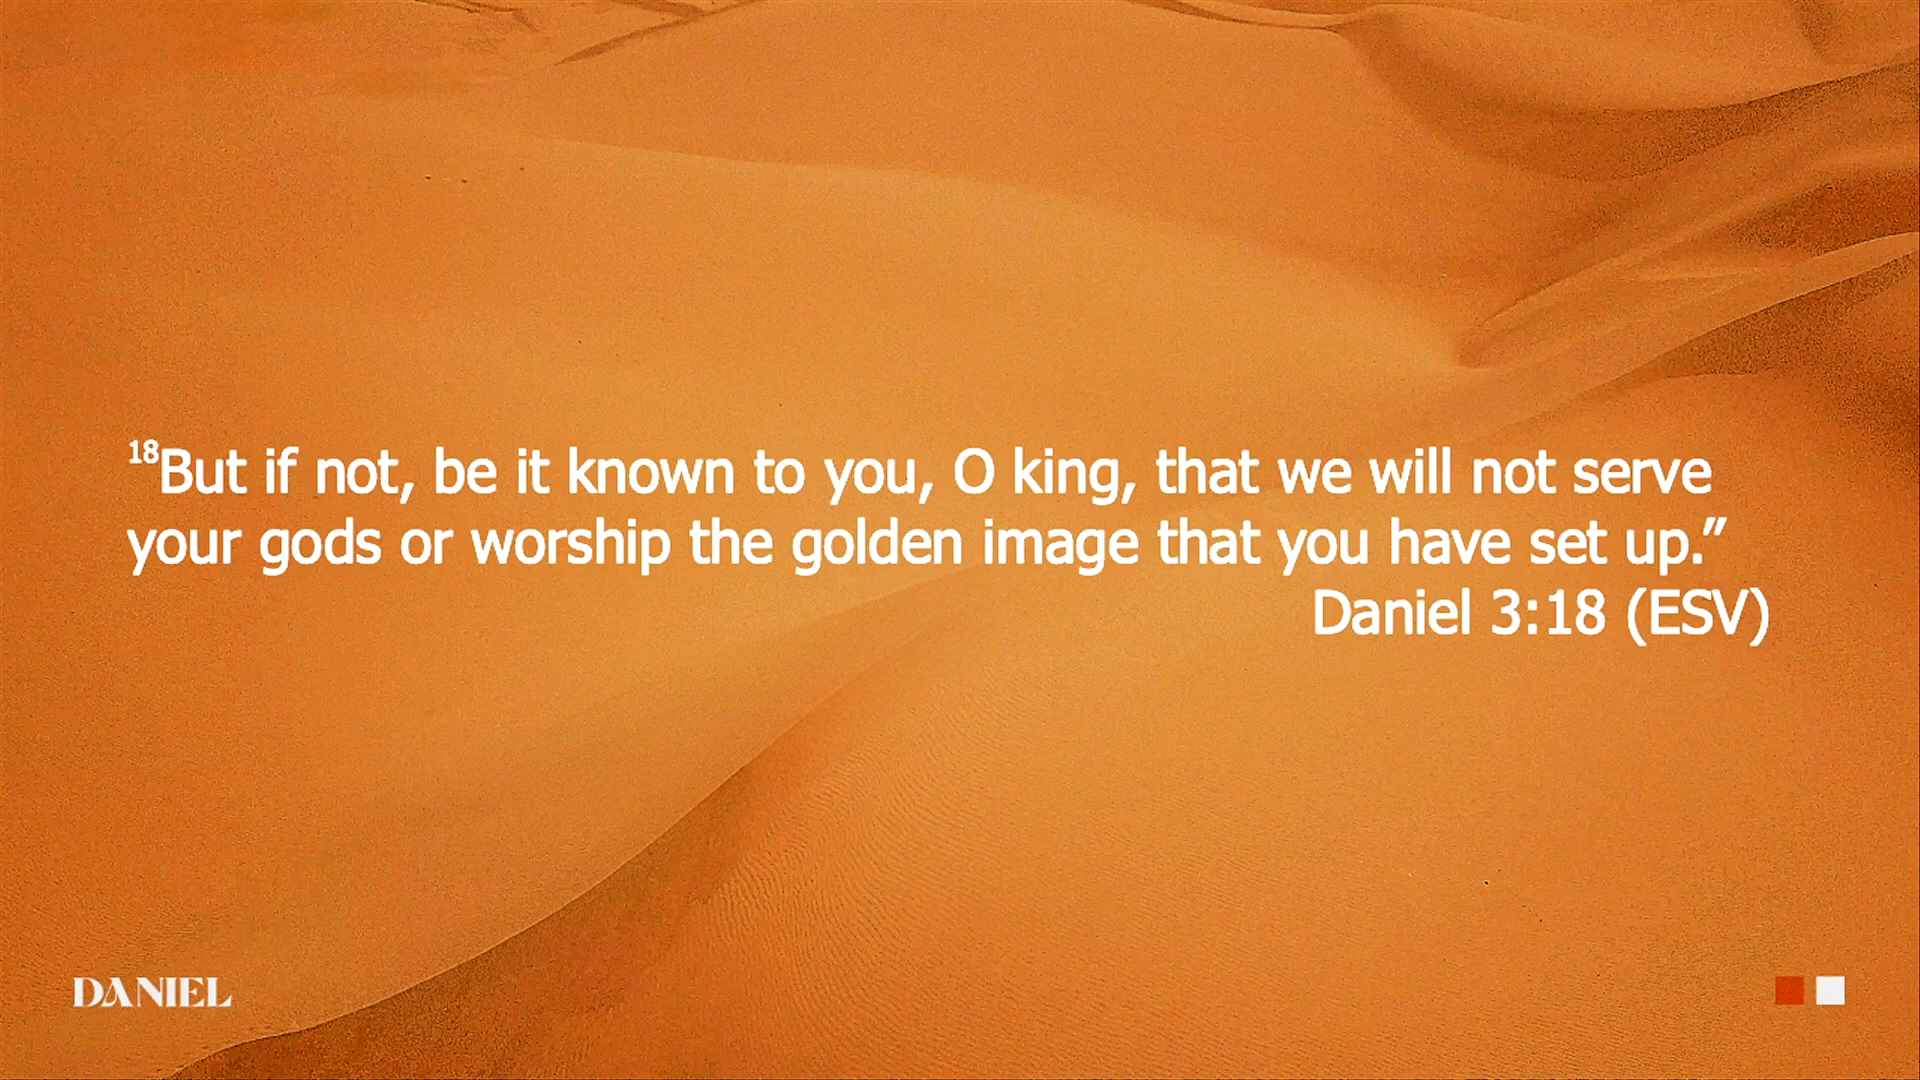 18But if not, be it known to you, O king, that we will not serve
your gods or worship the golden image that you have set up.”
Daniel 3:18 (ESV)
DANIEL